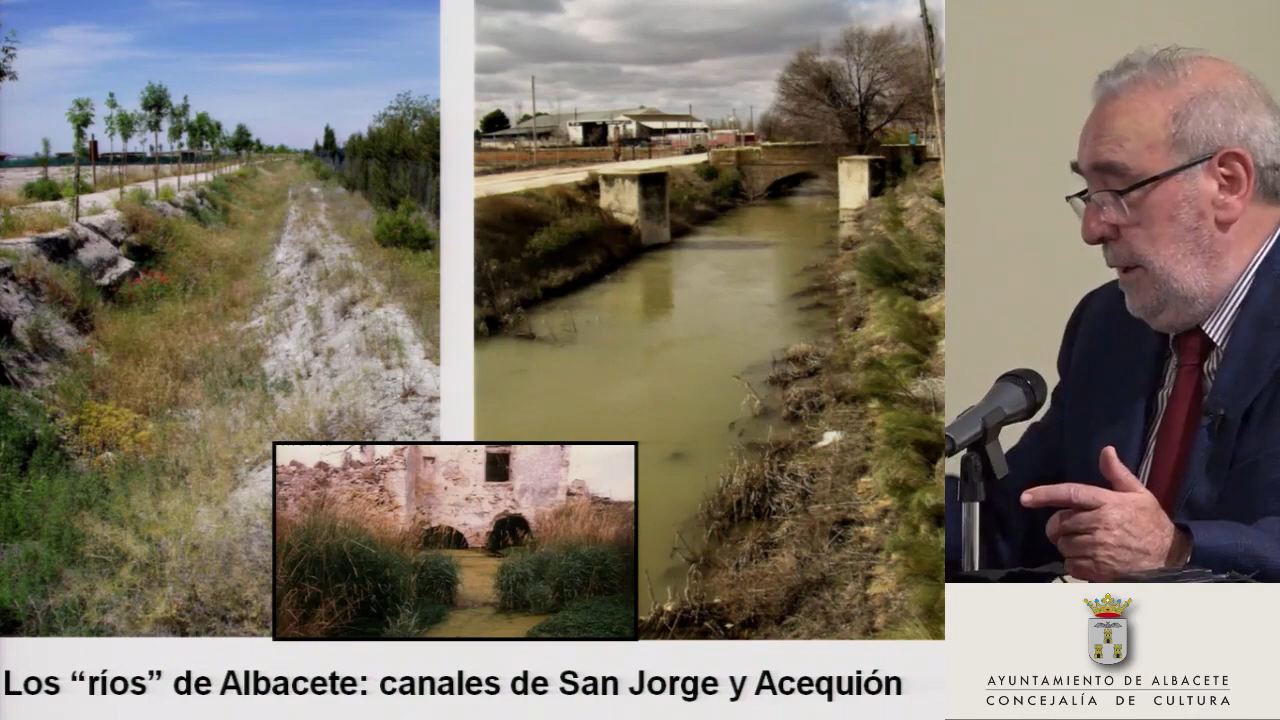 Los “ríos” de Albacete: canales de San Jorge y Acequión
AYUNTAMIENTO DE ALBACETE
CONCEJALÍA DE CULTURA